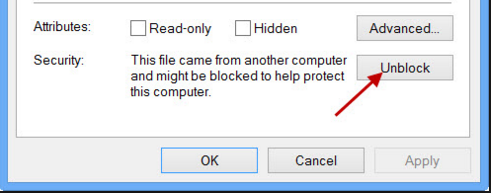 Attributes: Read-only Hidden Advanced...
Security: This file came from another computer Unblock
and might be blocked to help protect
this computer.
OK Cancel Apply